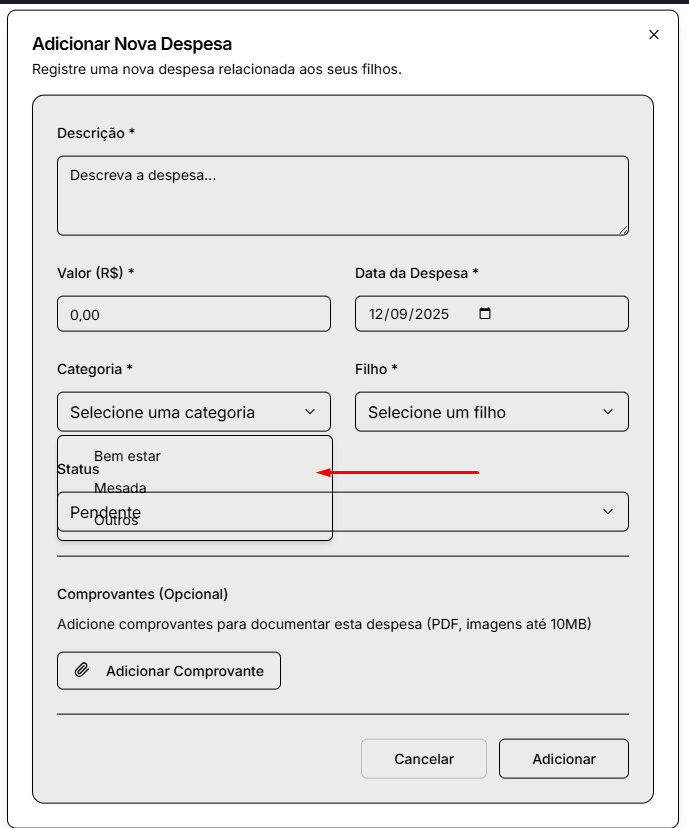 Adicionar Nova Despesa
Registre uma nova despesa relacionada aos seus filhos.
Descrição *
Descreva a despesa...
Valor (R$) *
Data da Despesa *
0,00
12/09/2025
Categoria *
Filho *
Selecione uma categoria
Selecione um filho
Bem estar
Status
Mesada
Pendente
Outros
Comprovantes (Opcional)
Adicione comprovantes para documentar esta despesa (PDF, imagens até 10MB)
Adicionar Comprovante
Cancelar
Adicionar